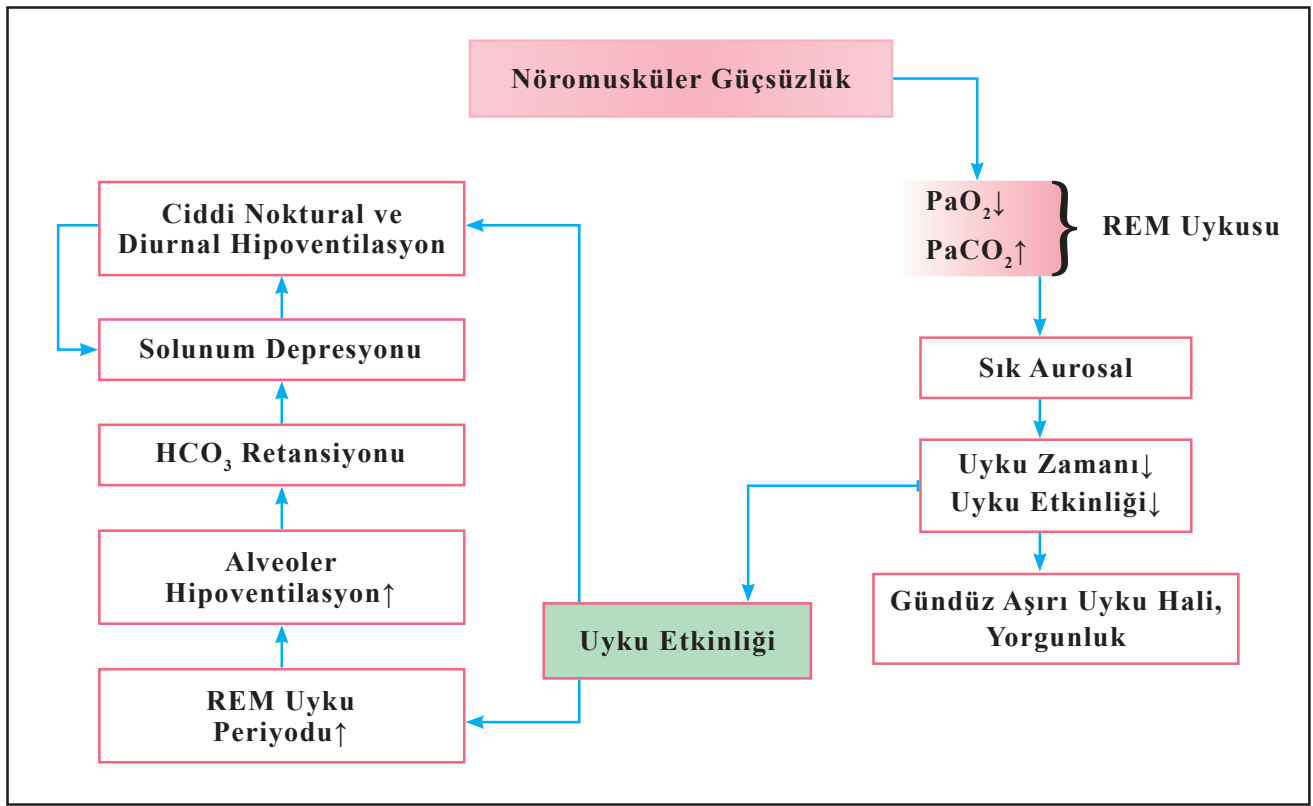 Nöromusküler Güçsüzlük
PaO₂↓
PaCO₂↑
REM Uykusu
Sık Aurosal
Uyku Zamanı↓
Uyku Etkinliği↓
Gündüz Aşırı Uyku Hali,
Yorgunluk
Uyku Etkinliği
Ciddi Noktural ve
Diurnal Hipoventilasyon
Solunum Depresyonu
HCO₃ Retansiyonu
Alveoler
Hipoventilasyon↑
REM Uyku
Periyodu↑